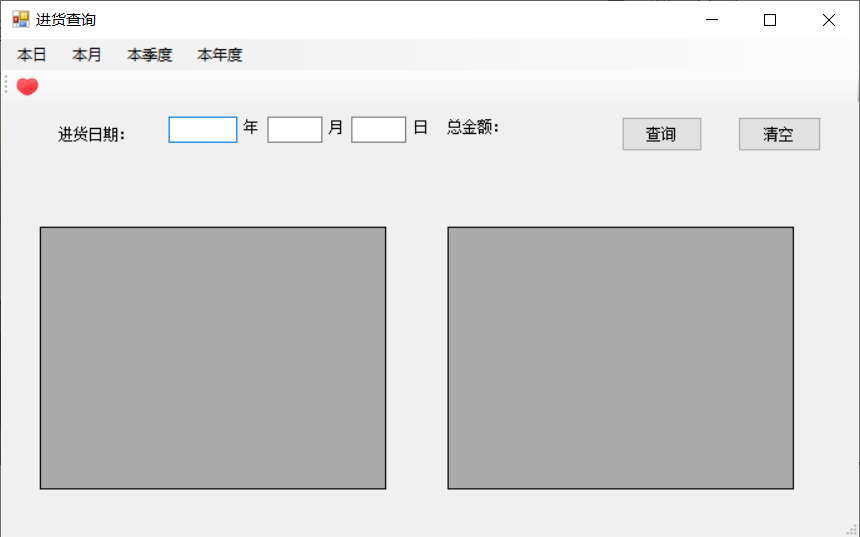 进货查询
本日 本月 本季度 本年度
进货日期： 年 月 日 总金额： 查询 清空